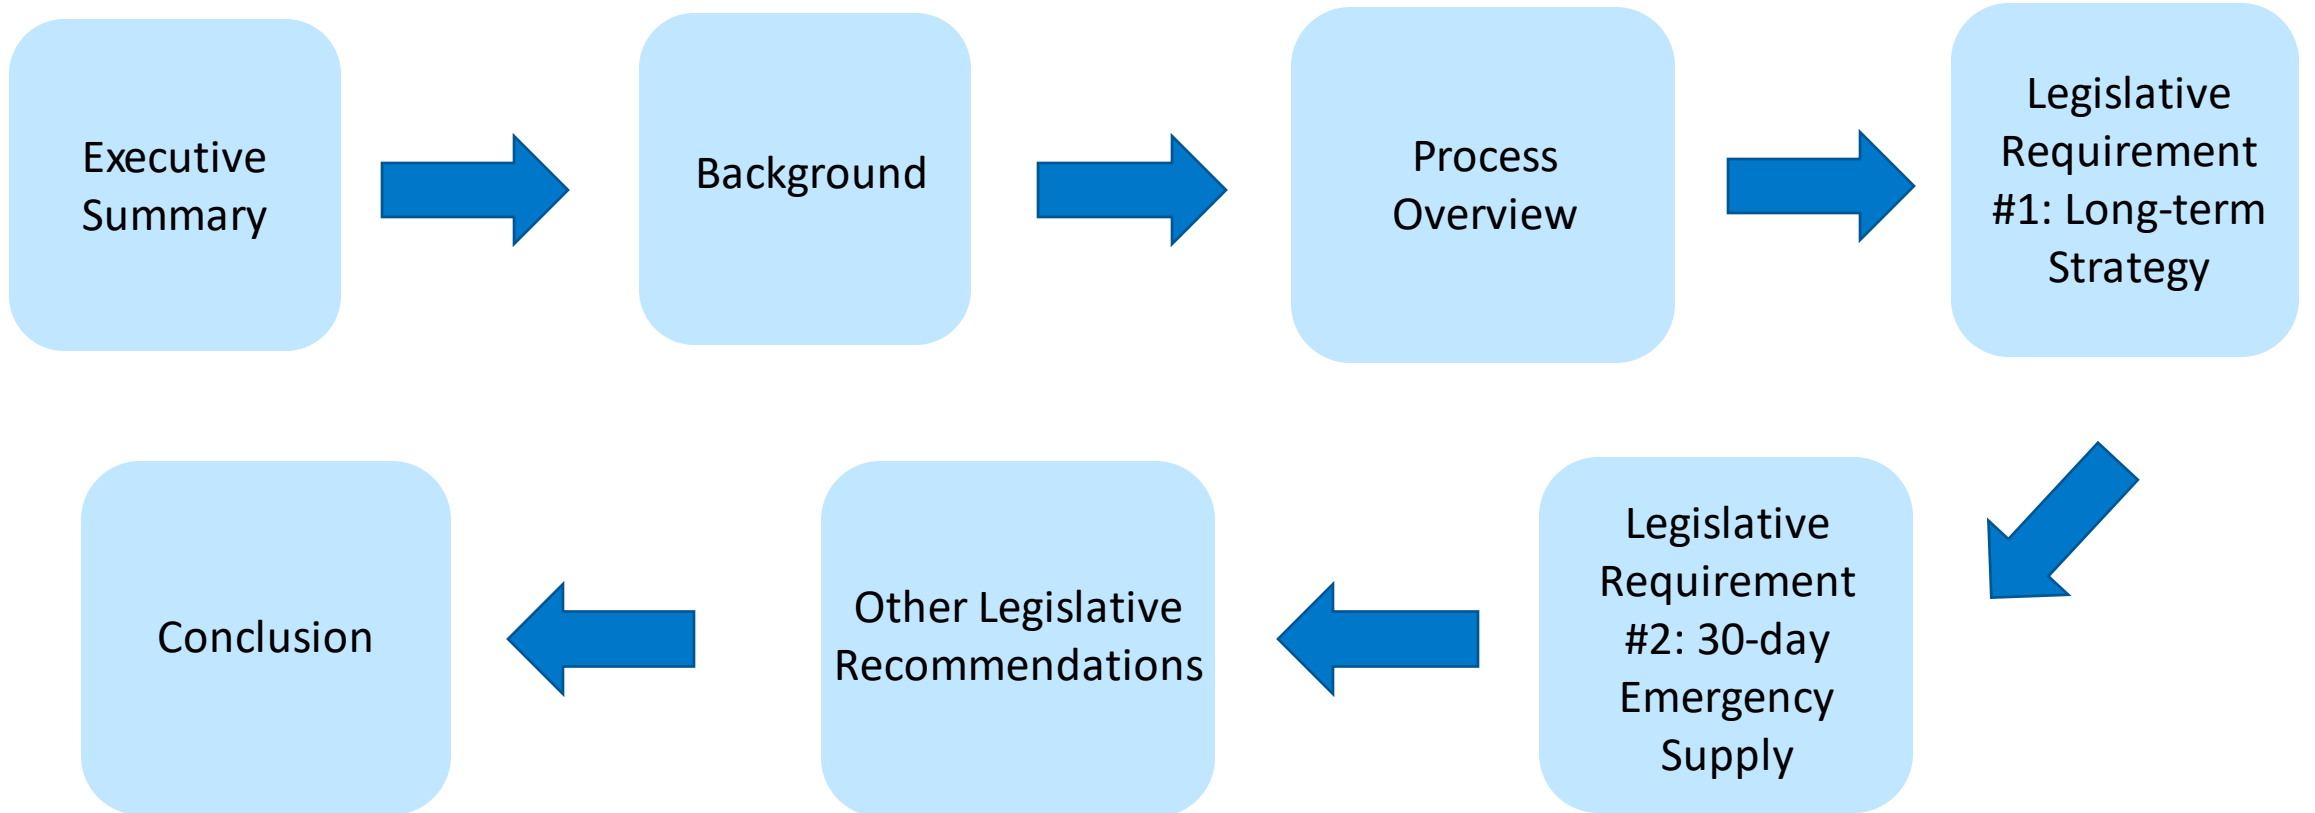 Executive
Summary
Background
Process
Overview
Legislative
Requirement
#1: Long-term
Strategy
Legislative
Requirement
#2: 30-day
Emergency
Supply
Other Legislative
Recommendations
Conclusion